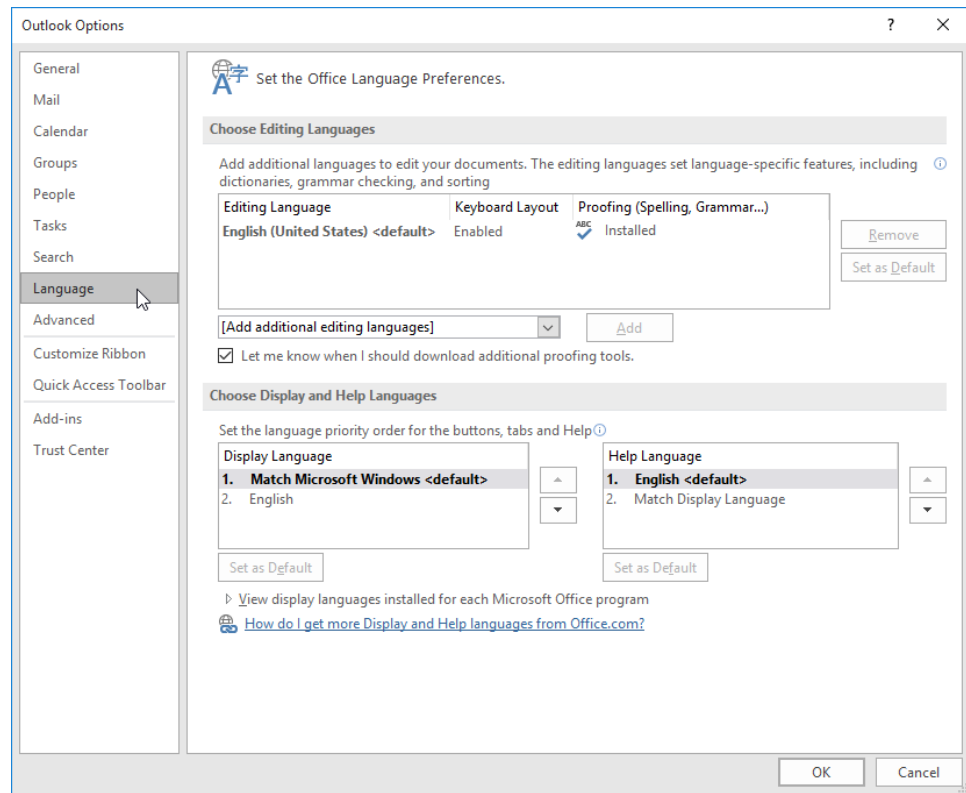 Outlook Options
?
General
Mail
Calendar
Groups
People
Tasks
Search
Language
Advanced
Customize Ribbon
Quick Access Toolbar
Add-ins
Trust Center
A字 Set the Office Language Preferences.
Choose Editing Languages
Add additional languages to edit your documents. The editing languages set language-specific features, including
dictionaries, grammar checking, and sorting
Editing Language Keyboard Layout Proofing (Spelling, Grammar...)
English (United States) <default> Enabled ABC Installed
Remove
Set as Default
[Add additional editing languages] Add
Let me know when I should download additional proofing tools.
Choose Display and Help Languages
Set the language priority order for the buttons, tabs and Help
Display Language
1. Match Microsoft Windows <default>
2. English
Set as Default
Help Language
1. English <default>
2. Match Display Language
Set as Default
View display languages installed for each Microsoft Office program
How do I get more Display and Help languages from Office.com?
OK Cancel